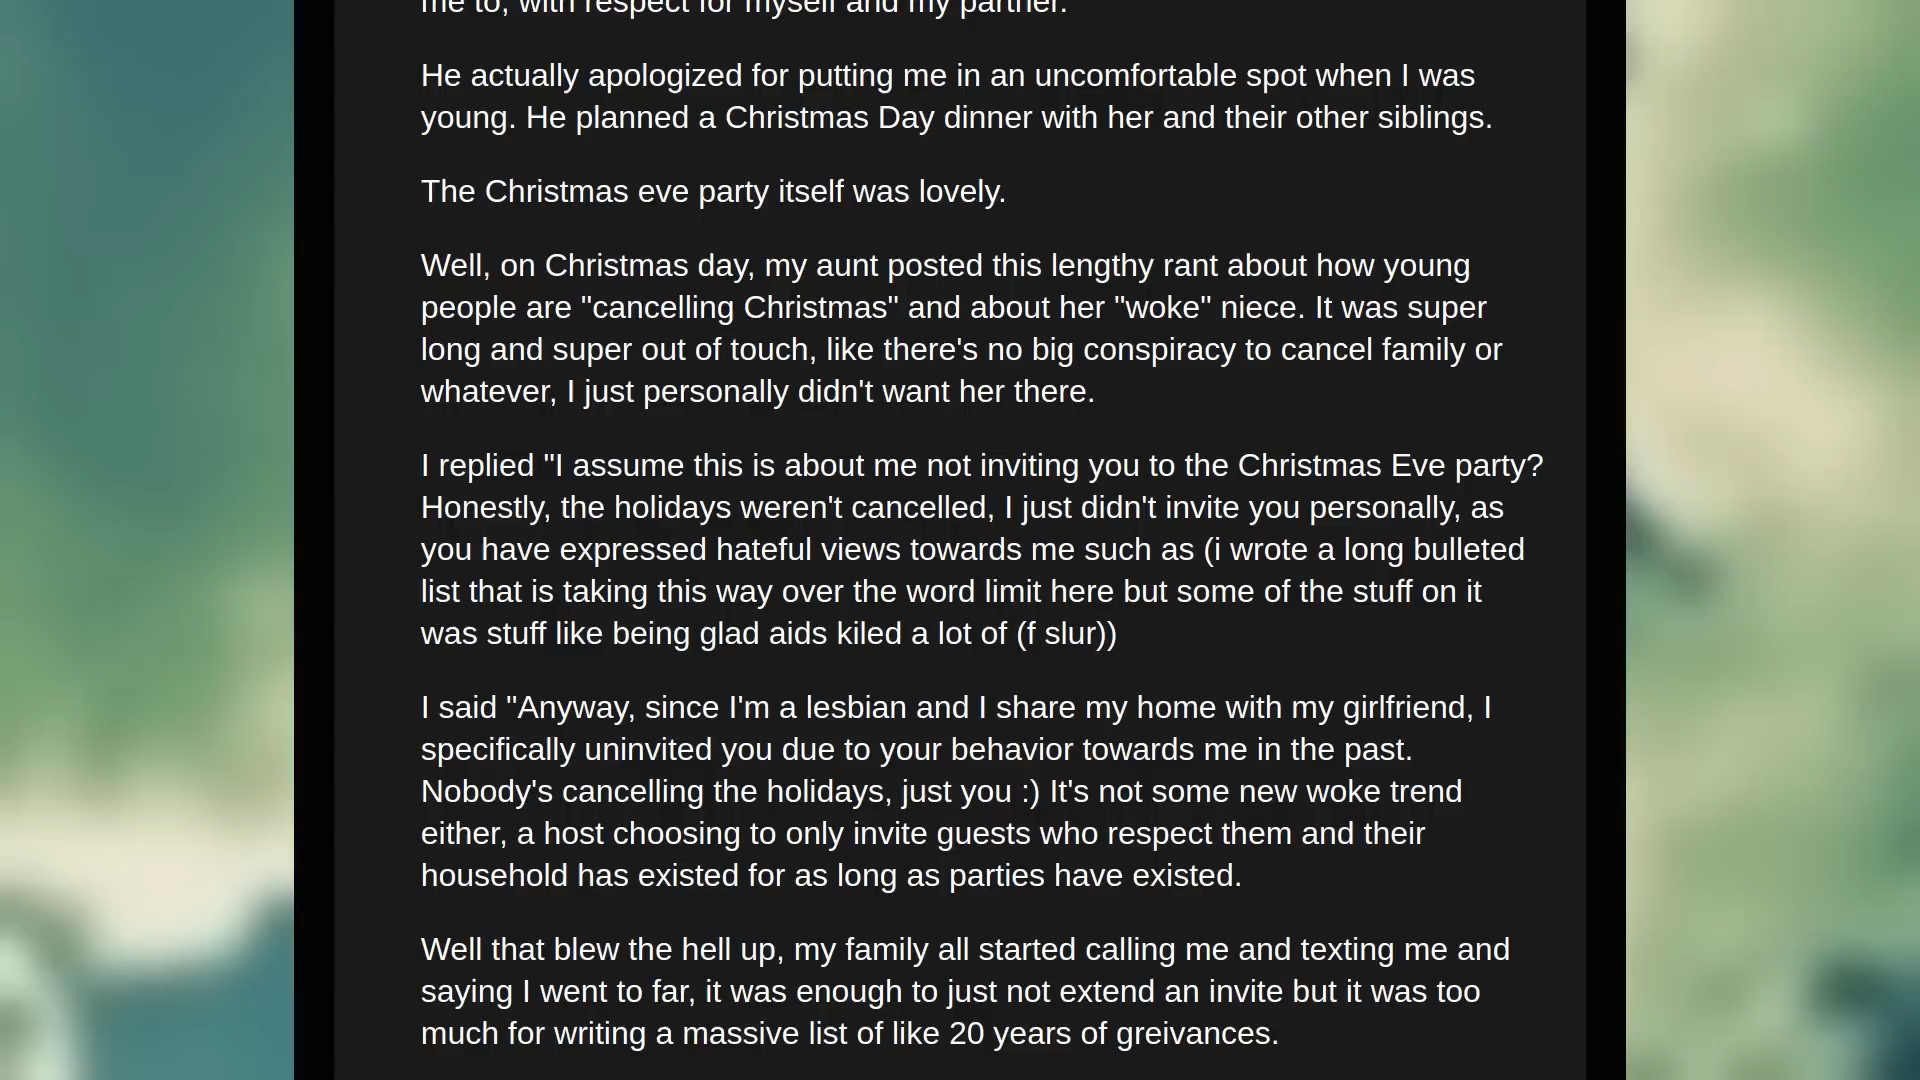 me to, with respect for myself and my partner.
He actually apologized for putting me in an uncomfortable spot when I was
young. He planned a Christmas Day dinner with her and their other siblings.
The Christmas eve party itself was lovely.
Well, on Christmas day, my aunt posted this lengthy rant about how young
people are "cancelling Christmas" and about her "woke" niece. It was super
long and super out of touch, like there's no big conspiracy to cancel family or
whatever, I just personally didn't want her there.
I replied "I assume this is about me not inviting you to the Christmas Eve party?
Honestly, the holidays weren't cancelled, I just didn't invite you personally, as
you have expressed hateful views towards me such as (i wrote a long bulleted
list that is taking this way over the word limit here but some of the stuff on it
was stuff like being glad aids kiled a lot of (f slur))
I said "Anyway, since I'm a lesbian and I share my home with my girlfriend, I
specifically uninvited you due to your behavior towards me in the past.
Nobody's cancelling the holidays, just you :) It's not some new woke trend
either, a host choosing to only invite guests who respect them and their
household has existed for as long as parties have existed.
Well that blew the hell up, my family all started calling me and texting me and
saying I went to far, it was enough to just not extend an invite but it was too
much for writing a massive list of like 20 years of greivances.